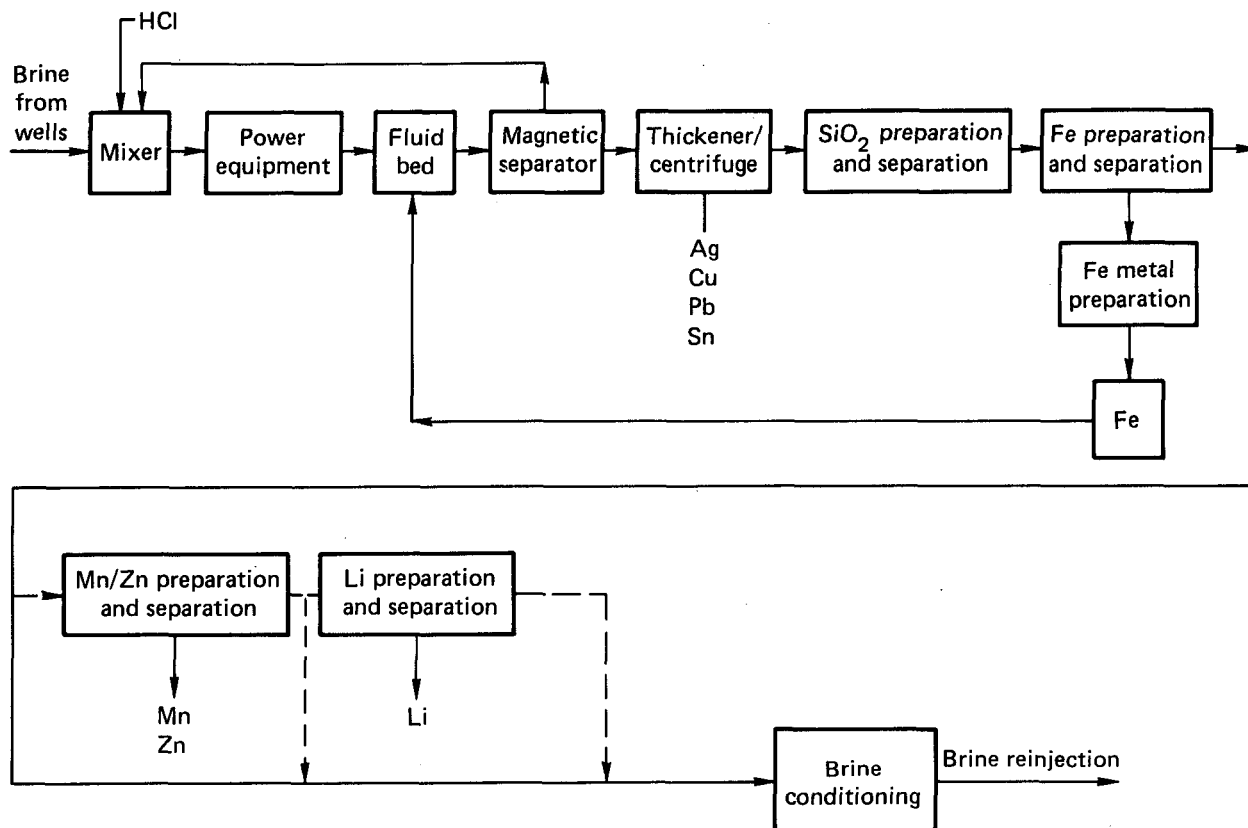 HCl
Brine
from
wells
Mixer
Power
equipment
Fluid
bed
Magnetic
separator
Thickener/
centrifuge
SiO₂ preparation
and separation
Fe preparation
and separation
Ag
Cu
Pb
Sn
Fe metal
preparation
Fe
Mn/Zn preparation
and separation
Li preparation
and separation
Mn
Zn
Li
Brine
conditioning
Brine reinjection